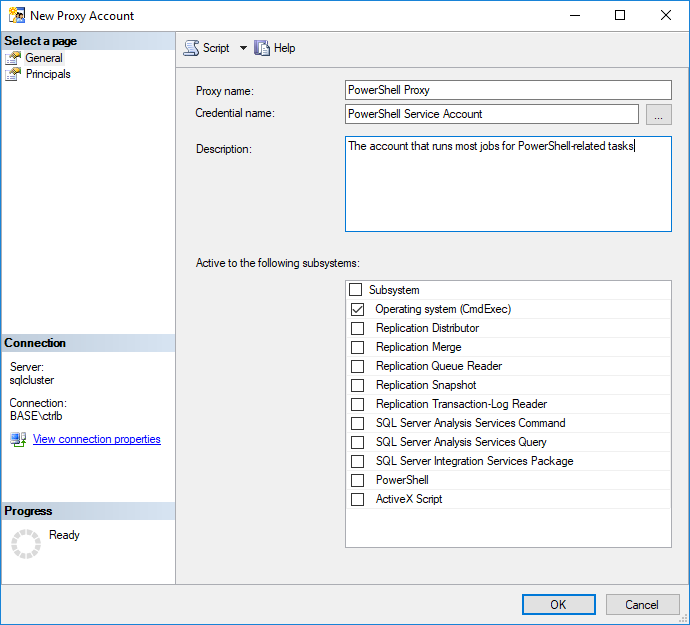 New Proxy Account
Select a page
General
Principals
Script
Help
Proxy name:
PowerShell Proxy
Credential name:
PowerShell Service Account
...
Description:
The account that runs most jobs for PowerShell-related tasks
Active to the following subsystems:
Subsystem
Operating system (CmdExec)
Replication Distributor
Replication Merge
Replication Queue Reader
Replication Snapshot
Replication Transaction-Log Reader
SQL Server Analysis Services Command
SQL Server Analysis Services Query
SQL Server Integration Services Package
PowerShell
ActiveX Script
Connection
Server:
sqlcluster
Connection:
BASE\ctrlb
View connection properties
Progress
Ready
OK
Cancel